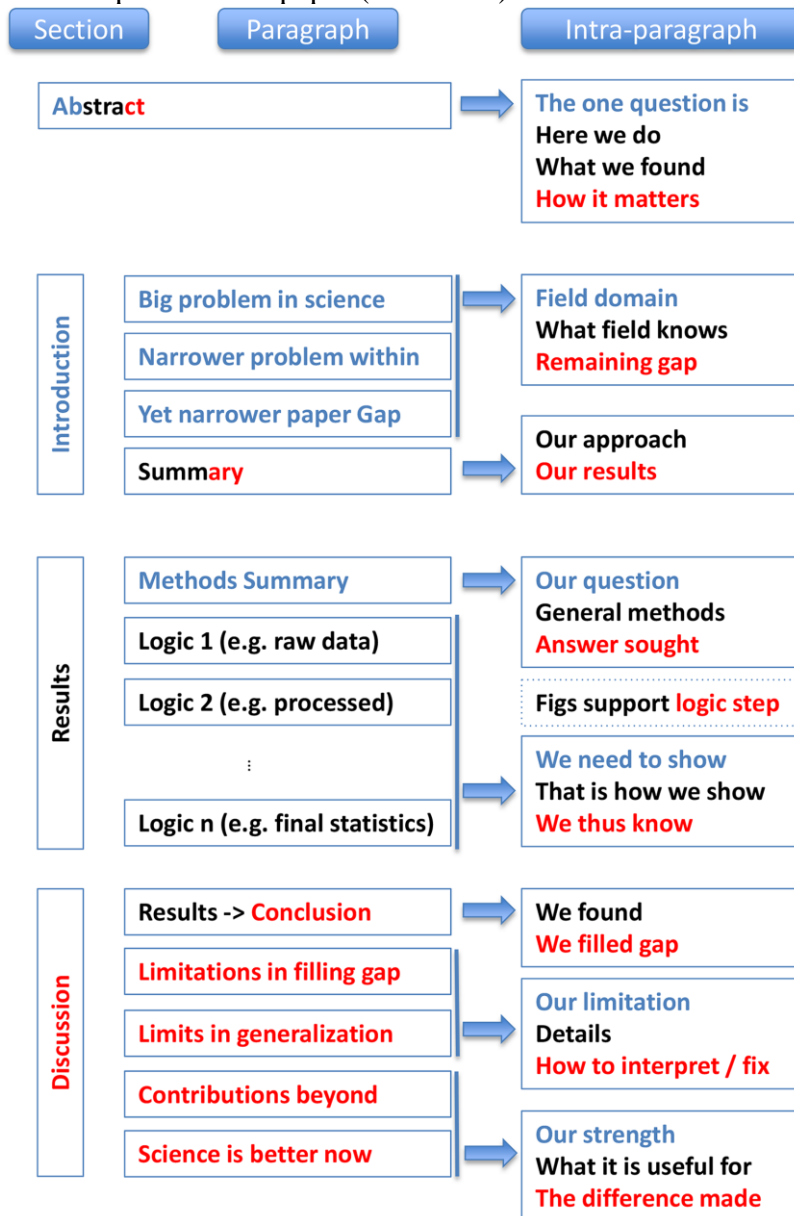 Section
Paragraph
Intra-paragraph
Abstract
The one question is
Here we do
What we found
How it matters
Introduction
Big problem in science
Narrower problem within
Yet narrower paper Gap
Summary
Field domain
What field knows
Remaining gap
Our approach
Our results
Results
Methods Summary
Logic 1 (e.g. raw data)
Logic 2 (e.g. processed)
...
Logic n (e.g. final statistics)
Our question
General methods
Answer sought
Figs support logic step
We need to show
That is how we show
We thus know
Discussion
Results -> Conclusion
Limitations in filling gap
Limits in generalization
Contributions beyond
Science is better now
We found
We filled gap
Our limitation
Details
How to interpret / fix
Our strength
What it is useful for
The difference made